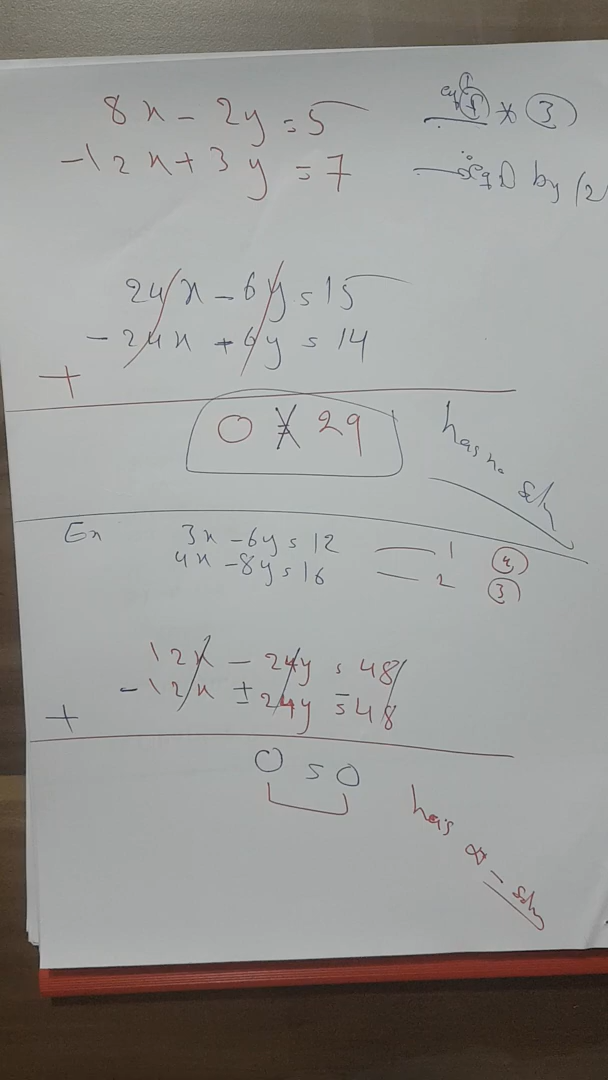 8x - 2y = 5 eq(1) * (3)
-12x + 3y = 7 eq() by (2
24x - 6y = 15
- 24x + 6y = 14
+
0 ≠ 29
has no soln
Ex 3x - 6y = 12 1 (4)
4x - 8y = 16 2 (3)
12x - 24y = 48
- 12x ± 24y = 48
+
0 = 0
has ∞ - soln